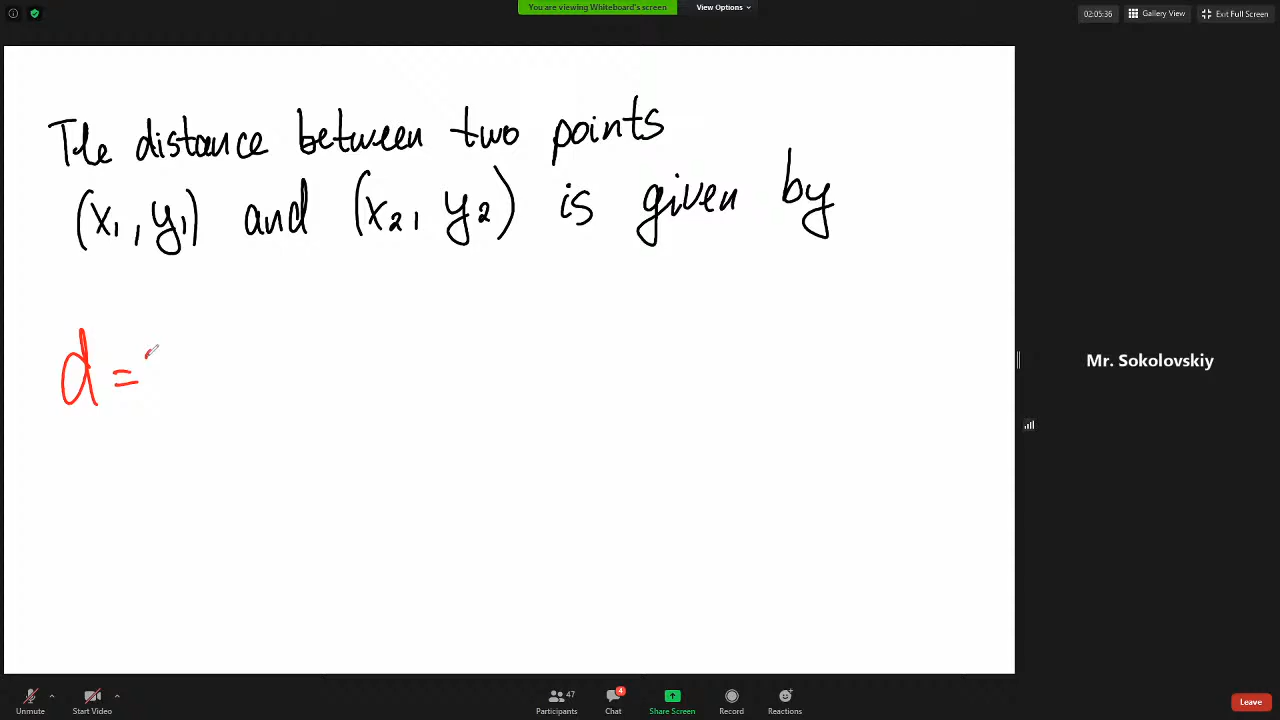 You are viewing Whiteboard's screen
View Options
02:05:36
Gallery View
Exit Full Screen
The distance between two points
(x₁, y₁) and (x₂, y₂) is given by
d =
Mr. Sokolovskiy
Unmute
Start Video
Participants
47
Chat
4
Share Screen
Record
Reactions
Leave